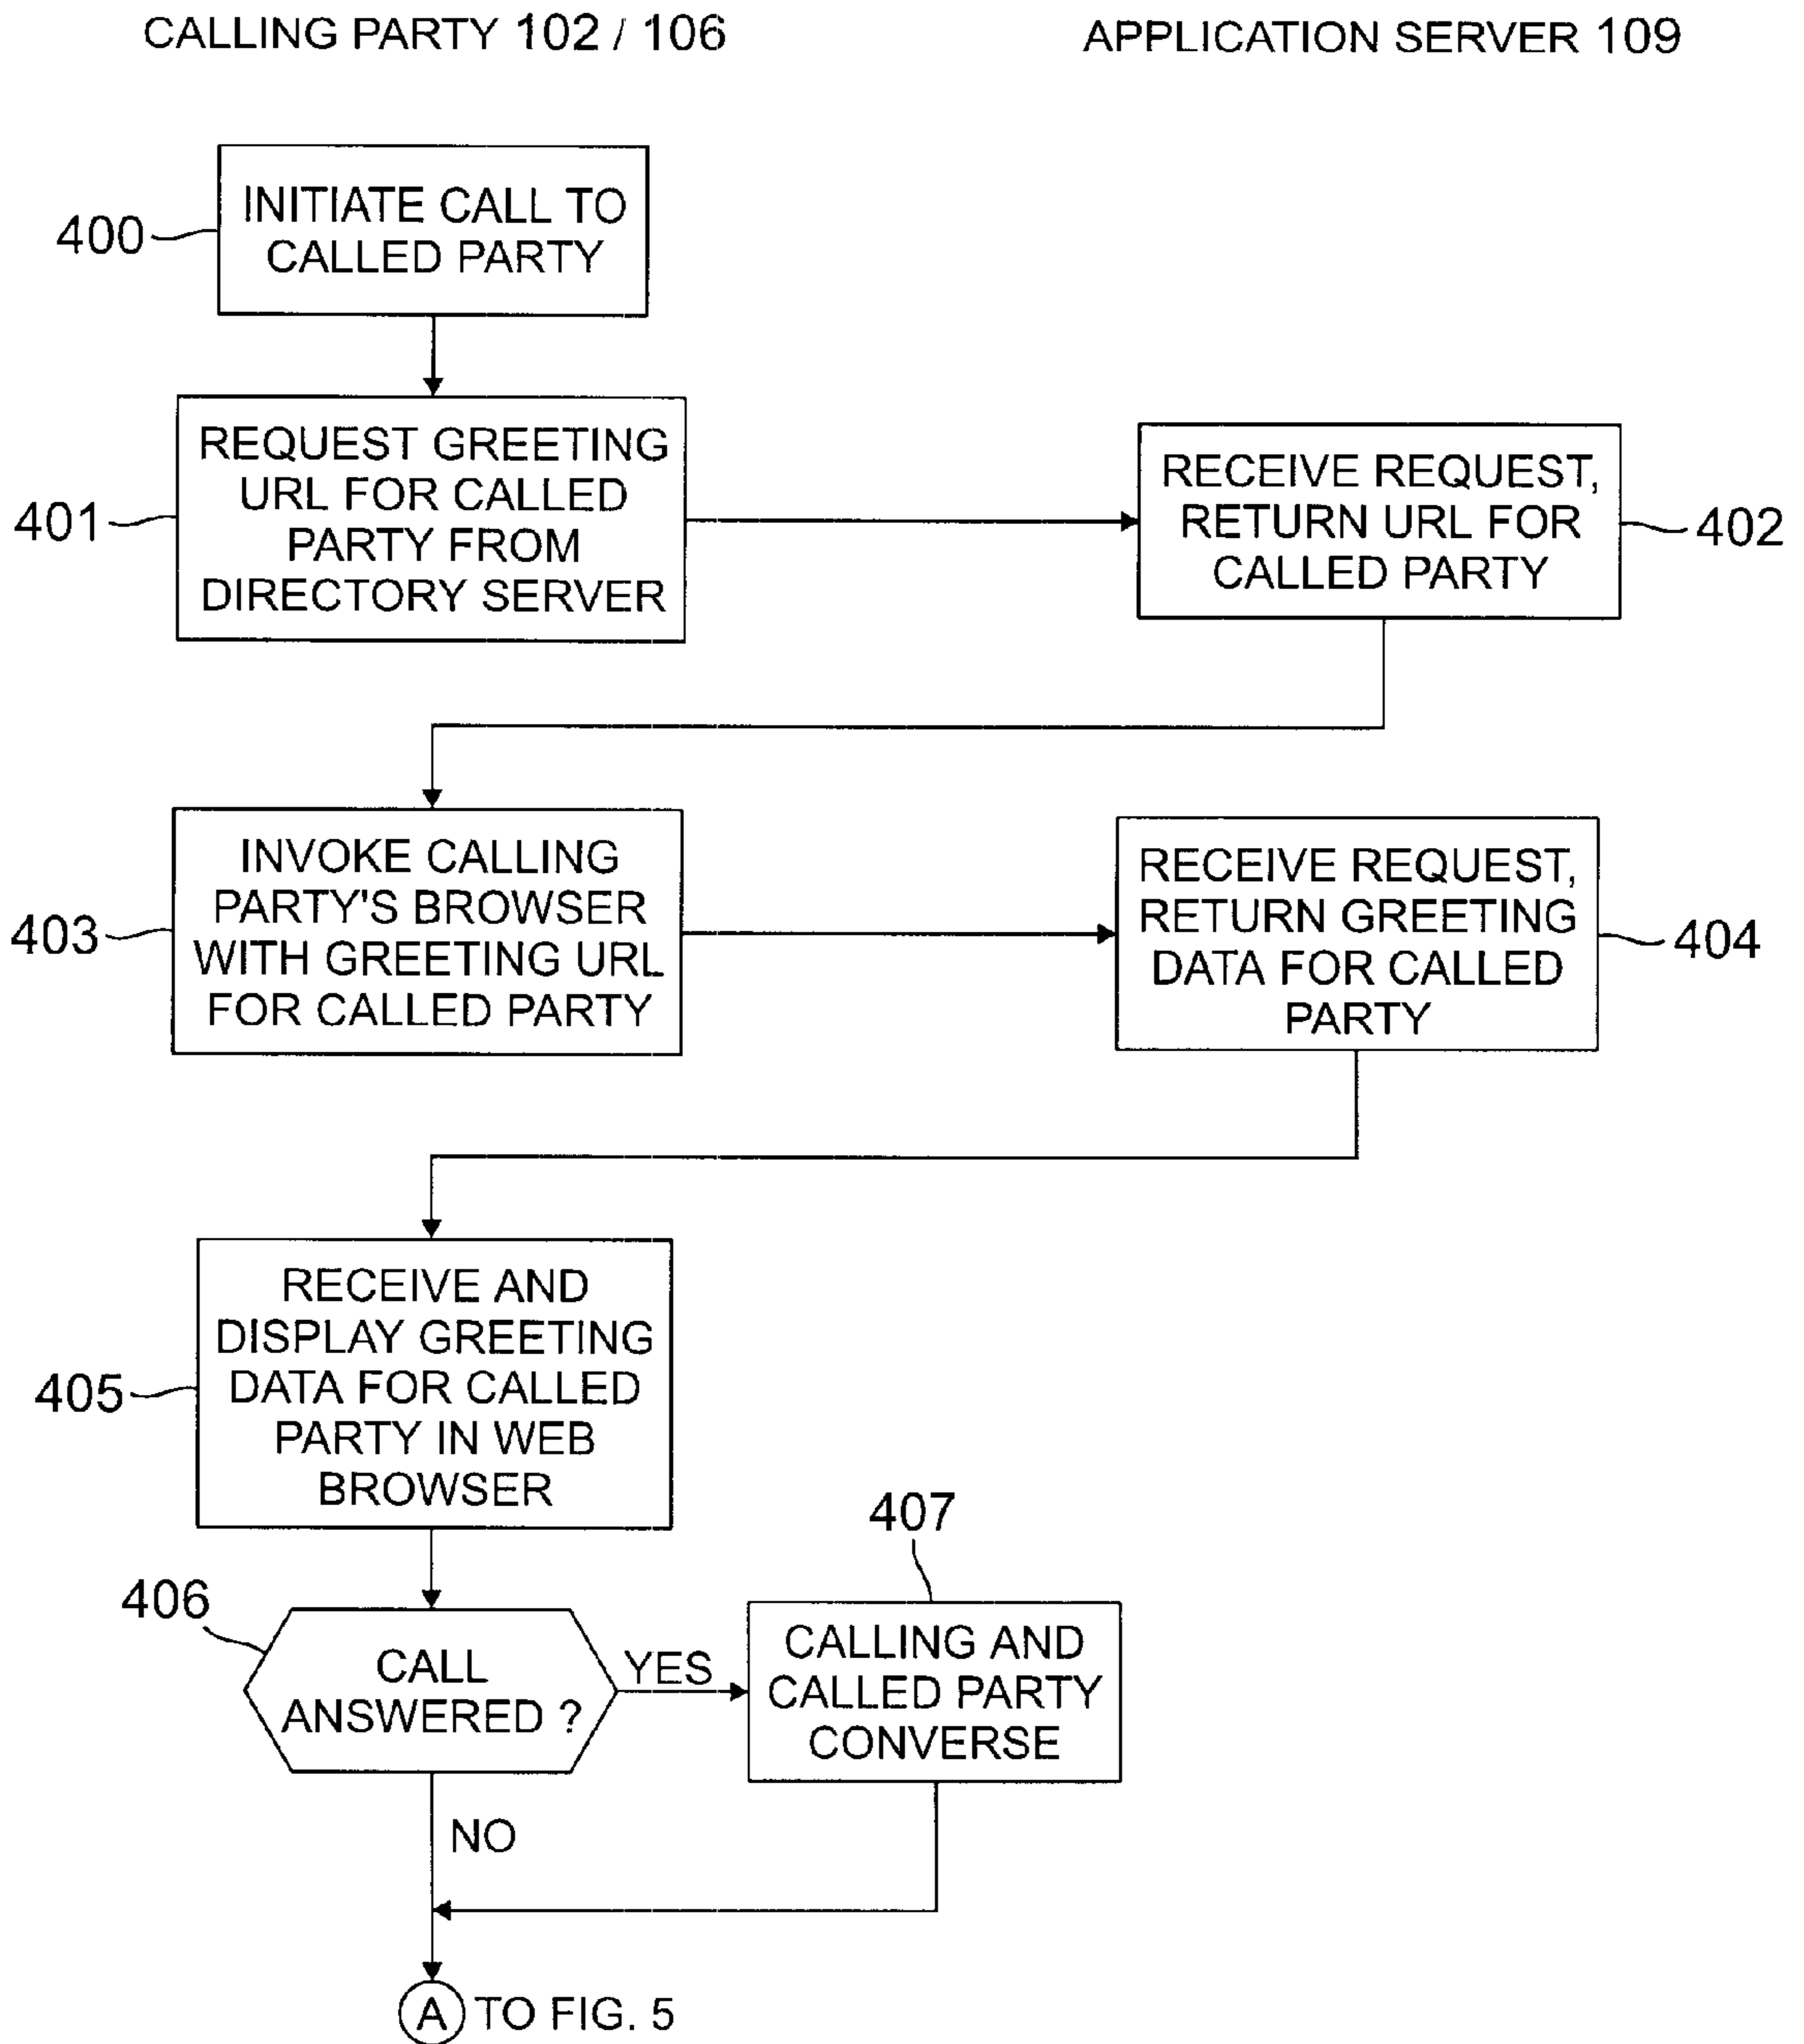 CALLING PARTY 102 / 106
APPLICATION SERVER 109
400
INITIATE CALL TO
CALLED PARTY
401
REQUEST GREETING
URL FOR CALLED
PARTY FROM
DIRECTORY SERVER
RECEIVE REQUEST,
RETURN URL FOR
CALLED PARTY
402
403
INVOKE CALLING
PARTY'S BROWSER
WITH GREETING URL
FOR CALLED PARTY
RECEIVE REQUEST,
RETURN GREETING
DATA FOR CALLED
PARTY
404
405
RECEIVE AND
DISPLAY GREETING
DATA FOR CALLED
PARTY IN WEB
BROWSER
406
CALL
ANSWERED ?
YES
407
CALLING AND
CALLED PARTY
CONVERSE
NO
A TO FIG. 5